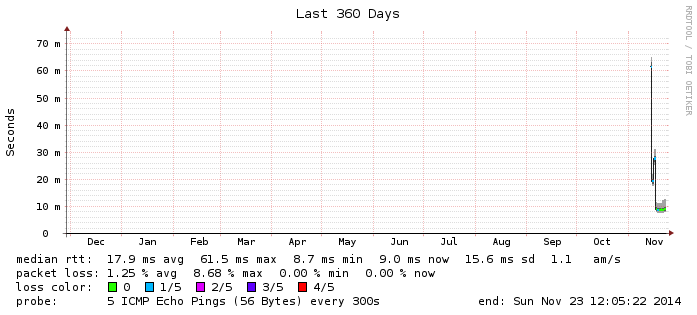 Last 360 Days
RRDTOOL / TOBI OETIKER
Seconds
70 m
60 m
50 m
40 m
30 m
20 m
10 m
0
Dec Jan Feb Mar Apr May Jun Jul Aug Sep Oct Nov
median rtt: 17.9 ms avg 61.5 ms max 8.7 ms min 9.0 ms now 15.6 ms sd 1.1 am/s
packet loss: 1.25 % avg 8.68 % max 0.00 % min 0.00 % now
loss color: 0 1/5 2/5 3/5 4/5
probe: 5 ICMP Echo Pings (56 Bytes) every 300s end: Sun Nov 23 12:05:22 2014